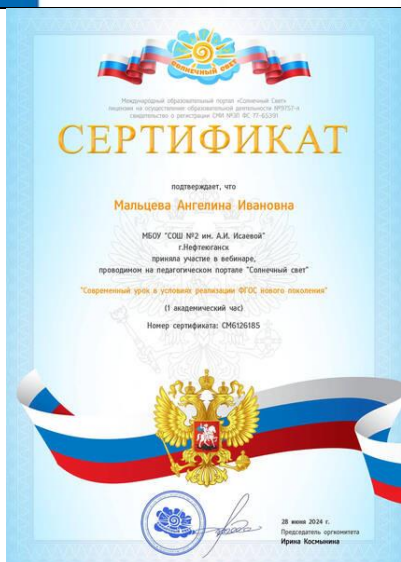 солнечный свет
Международный образовательный портал «Солнечный Свет»
лицензия на осуществление образовательной деятельности №9757-л
свидетельство о регистрации СМИ №ЭЛ ФС 77-65391
СЕРТИФИКАТ
подтверждает, что
Мальцева Ангелина Ивановна
МБОУ "СОШ №2 им. А.И. Исаевой"
г.Нефтеюганск
приняла участие в вебинаре,
проводимом на педагогическом портале "Солнечный свет"
"Современный урок в условиях реализации ФГОС нового поколения"
(1 академический час)
Номер сертификата: СМ6126185
28 июня 2024 г.
Председатель оргкомитета
Ирина Космынина